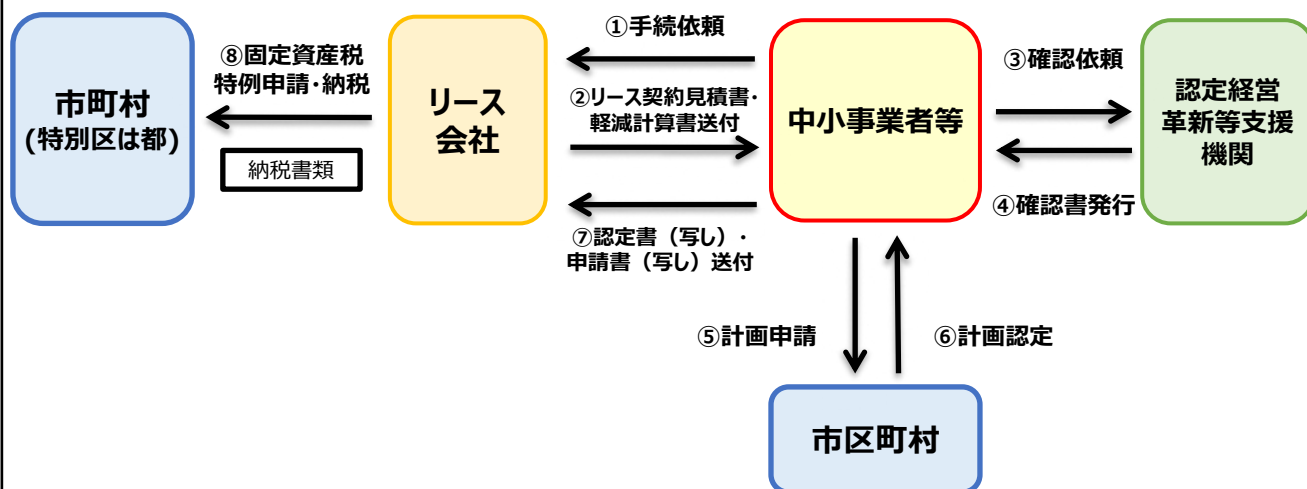 ①手続依頼
⑧固定資産税
特例申請・納税
③確認依頼
市町村
(特別区は都)
リース
会社
②リース契約見積書・
軽減計算書送付
中小事業者等
認定経営
革新等支援
機関
納税書類
④確認書発行
⑦認定書（写し）・
申請書（写し）送付
⑤計画申請
⑥計画認定
市区町村